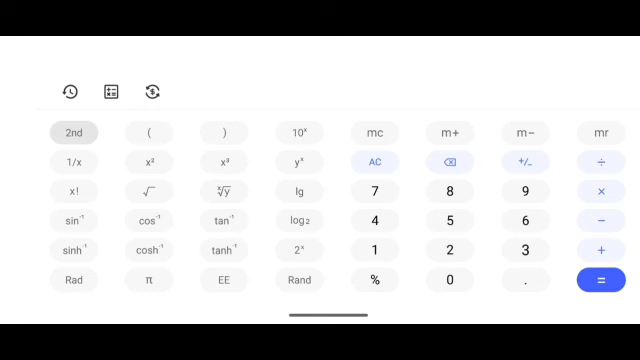 2nd ( ) 10ˣ mc m+ m− mr
1/x x² x³ yˣ AC +/− ÷
x! √ ˣ√y lg 7 8 9 ×
sin⁻¹ cos⁻¹ tan⁻¹ log₂ 4 5 6 −
sinh⁻¹ cosh⁻¹ tanh⁻¹ 2ˣ 1 2 3 +
Rad π EE Rand % 0 . =